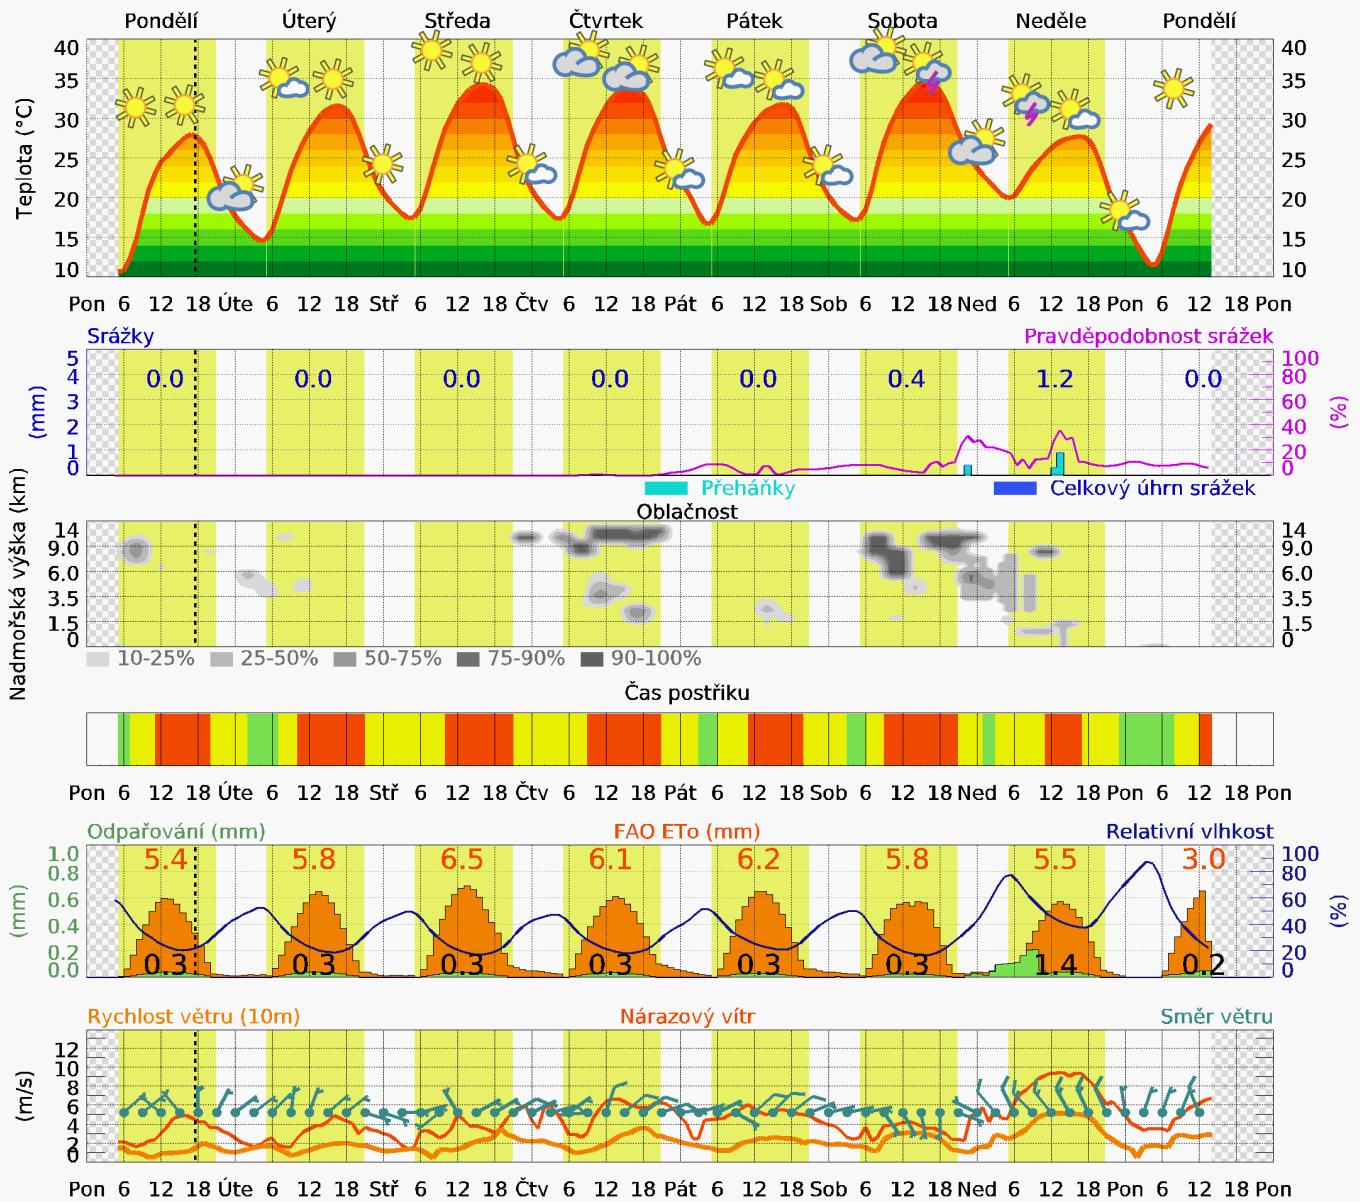 Pondělí Úterý Středa Čtvrtek Pátek Sobota Neděle Pondělí
Teplota (°C)
40 40
35 35
30 30
25 25
20 20
15 15
10 10
Pon 6 12 18 Úte 6 12 18 Stř 6 12 18 Čtv 6 12 18 Pát 6 12 18 Sob 6 12 18 Ned 6 12 18 Pon 6 12 18 Pon
Srážky Pravděpodobnost srážek
(mm)
(%)
5 100
4 0.0 0.0 0.0 0.0 0.0 0.4 1.2 0.0 80
3 60
2 40
1 20
0 0
Přeháňky Celkový úhrn srážek
Oblačnost
Nadmořská výška (km)
14 14
9.0 9.0
6.0 6.0
3.5 3.5
1.5 1.5
0 0
10-25% 25-50% 50-75% 75-90% 90-100%
Čas postřiku
Pon 6 12 18 Úte 6 12 18 Stř 6 12 18 Čtv 6 12 18 Pát 6 12 18 Sob 6 12 18 Ned 6 12 18 Pon 6 12 18 Pon
Odpařování (mm) FAO ETo (mm) Relativní vlhkost
(mm)
(%)
1.0 5.4 5.8 6.5 6.1 6.2 5.8 5.5 3.0 100
0.8 80
0.6 60
0.4 40
0.2 20
0.0 0.3 0.3 0.3 0.3 0.3 0.3 1.4 0.2 0
Rychlost větru (10m) Nárazový vítr Směr větru
(m/s)
12
10
8
6
4
2
0
Pon 6 12 18 Úte 6 12 18 Stř 6 12 18 Čtv 6 12 18 Pát 6 12 18 Sob 6 12 18 Ned 6 12 18 Pon 6 12 18 Pon